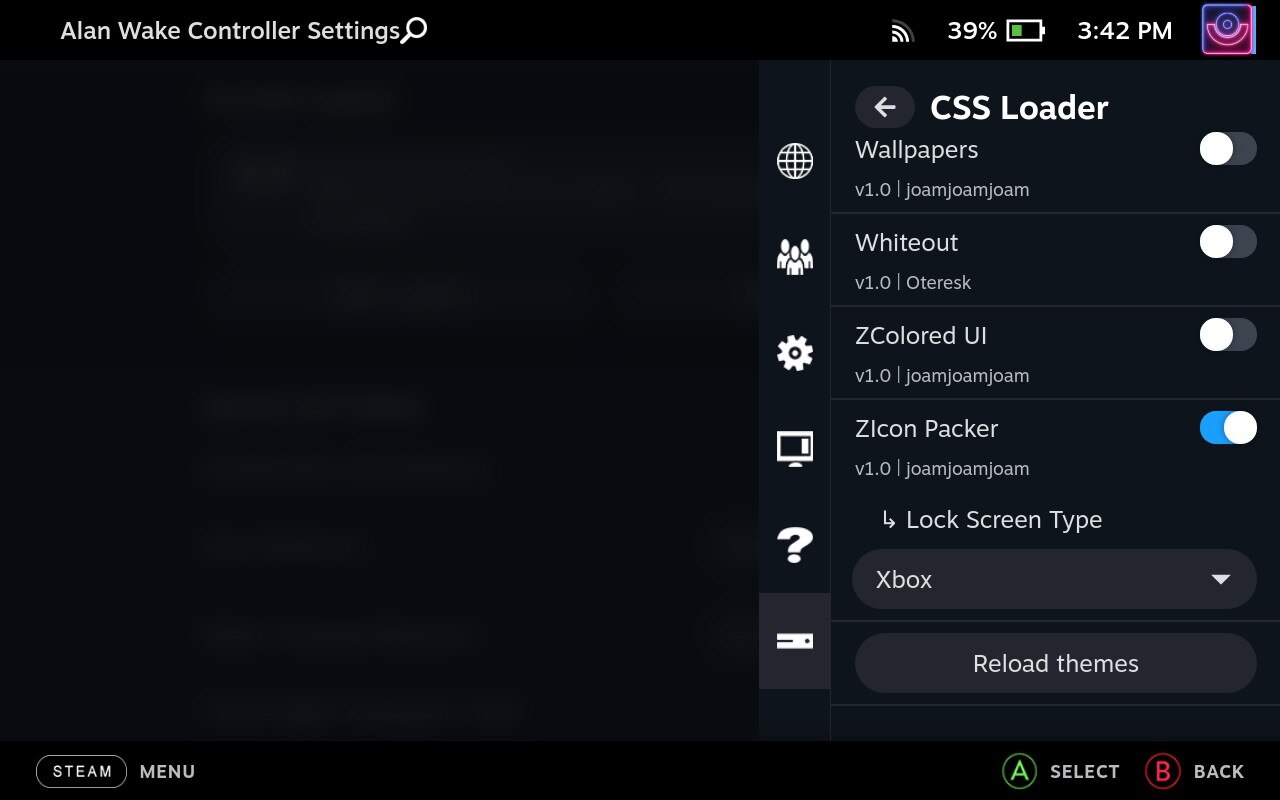 Alan Wake Controller Settings
39%
3:42 PM
CSS Loader
Wallpapers
v1.0 | joamjoamjoam
Whiteout
v1.0 | Oteresk
ZColored UI
v1.0 | joamjoamjoam
ZIcon Packer
v1.0 | joamjoamjoam
↳ Lock Screen Type
Xbox
Reload themes
STEAM MENU
A SELECT B BACK